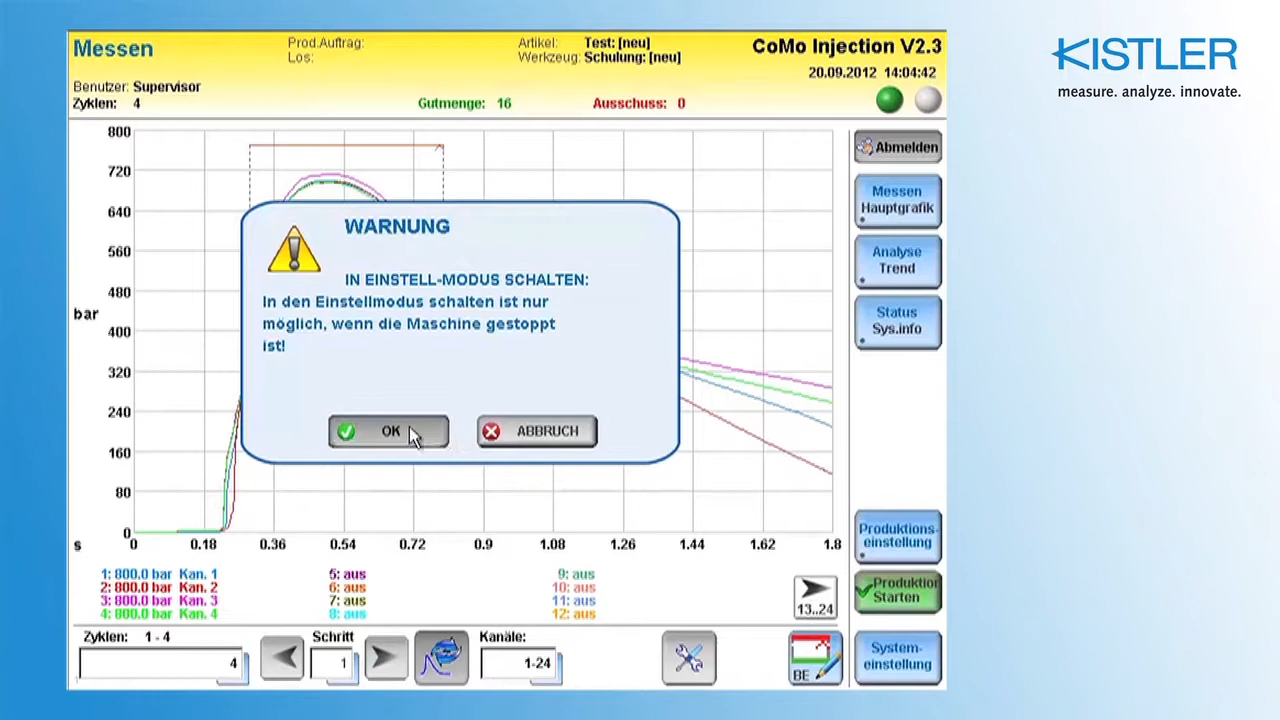 Messen
Prod.Auftrag:
Los:
Artikel: Test: [neu]
Werkzeug: Schulung: [neu]
CoMo Injection V2.3
20.09.2012 14:04:42
Benutzer: Supervisor
Zyklen: 4
Gutmenge: 16
Ausschuss: 0
KISTLER
measure. analyze. innovate.
800
720
640
560
480
bar
400
320
240
160
80
0
s
0 0.18 0.36 0.54 0.72 0.9 1.08 1.26 1.44 1.62 1.8
WARNUNG
IN EINSTELL-MODUS SCHALTEN:
In den Einstellmodus schalten ist nur
möglich, wenn die Maschine gestoppt
ist!
OK
ABBRUCH
Abmelden
Messen
Hauptgrafik
Analyse
Trend
Status
Sys.info
Produktions-
einstellung
Produktion
Starten
System-
einstellung
1: 800.0 bar Kan. 1
2: 800.0 bar Kan. 2
3: 800.0 bar Kan. 3
4: 800.0 bar Kan. 4
5: aus
6: aus
7: aus
8: aus
9: aus
10: aus
11: aus
12: aus
13..24
Zyklen: 1 - 4
4
Schritt
1
Kanäle:
1-24
BE